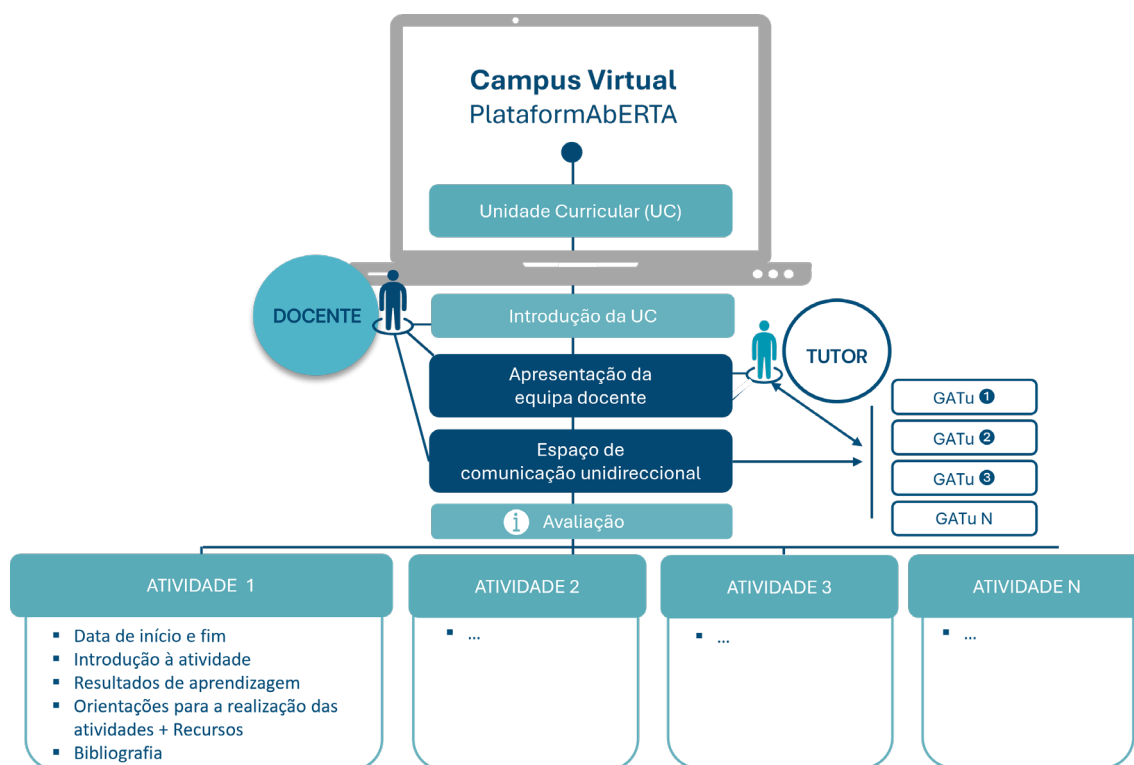 Campus Virtual
PlataformAbERTA
Unidade Curricular (UC)
DOCENTE
Introdução da UC
TUTOR
Apresentação da
equipa docente
GATu 1
GATu 2
Espaço de
comunicação unidireccional
GATu 3
GATu N
i Avaliação
ATIVIDADE 1
▪ Data de início e fim
▪ Introdução à atividade
▪ Resultados de aprendizagem
▪ Orientações para a realização das
atividades + Recursos
▪ Bibliografia
ATIVIDADE 2
▪ ...
ATIVIDADE 3
▪ ...
ATIVIDADE N
▪ ...